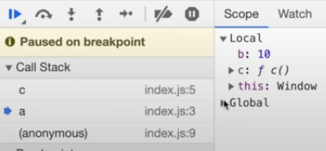 Scope Watch
Paused on breakpoint
Call Stack
c index.js:5
a index.js:3
(anonymous) index.js:9
Local
b: 10
c: ƒ c()
this: Window
Global